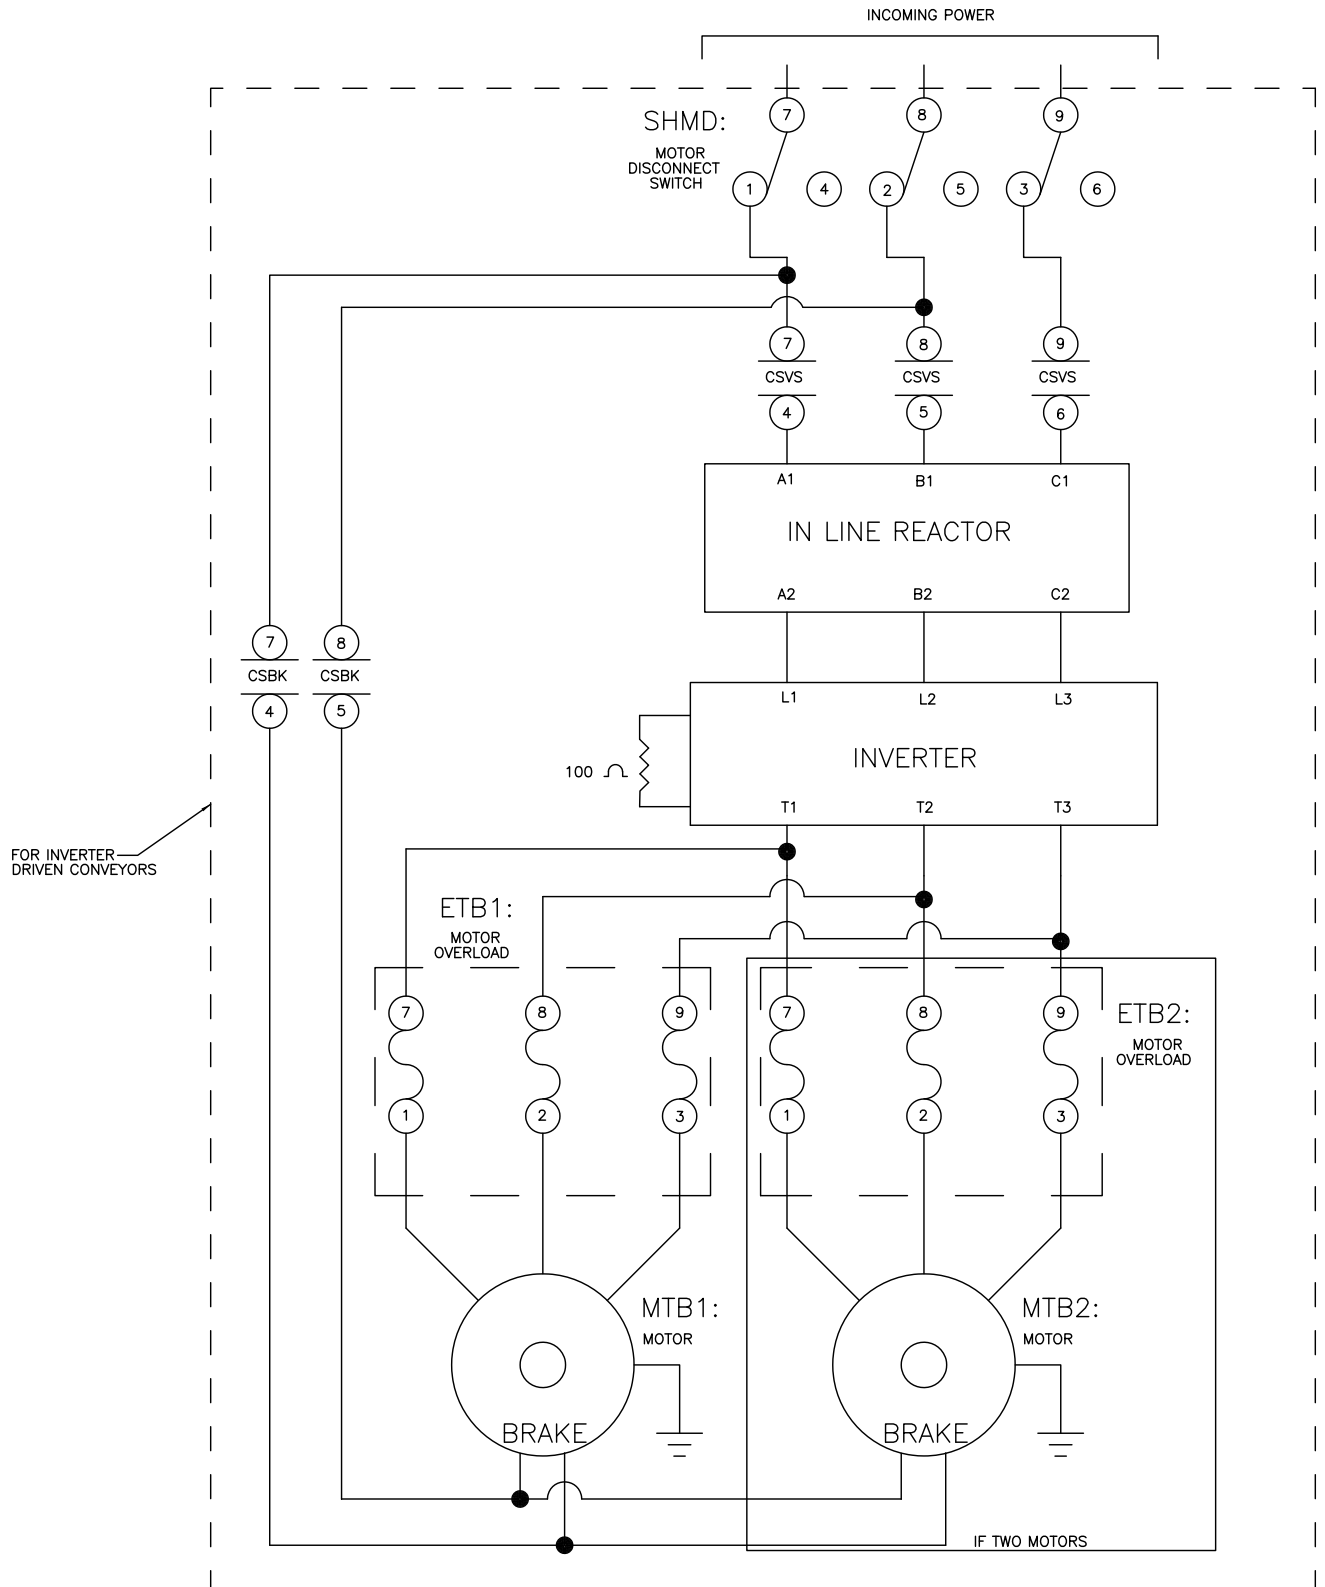 INCOMING POWER
SHMD:
MOTOR
DISCONNECT
SWITCH
7 8 9
1 4 2 5 3 6
7 8 9
CSVS CSVS CSVS
4 5 6
A1 B1 C1
IN LINE REACTOR
A2 B2 C2
7 8
CSBK CSBK
4 5
L1 L2 L3
INVERTER
100 Ω
T1 T2 T3
FOR INVERTER
DRIVEN CONVEYORS
ETB1:
MOTOR
OVERLOAD
7 8 9 7 8 9
ETB2:
MOTOR
OVERLOAD
1 2 3 1 2 3
MTB1:
MOTOR
MTB2:
MOTOR
BRAKE BRAKE
IF TWO MOTORS